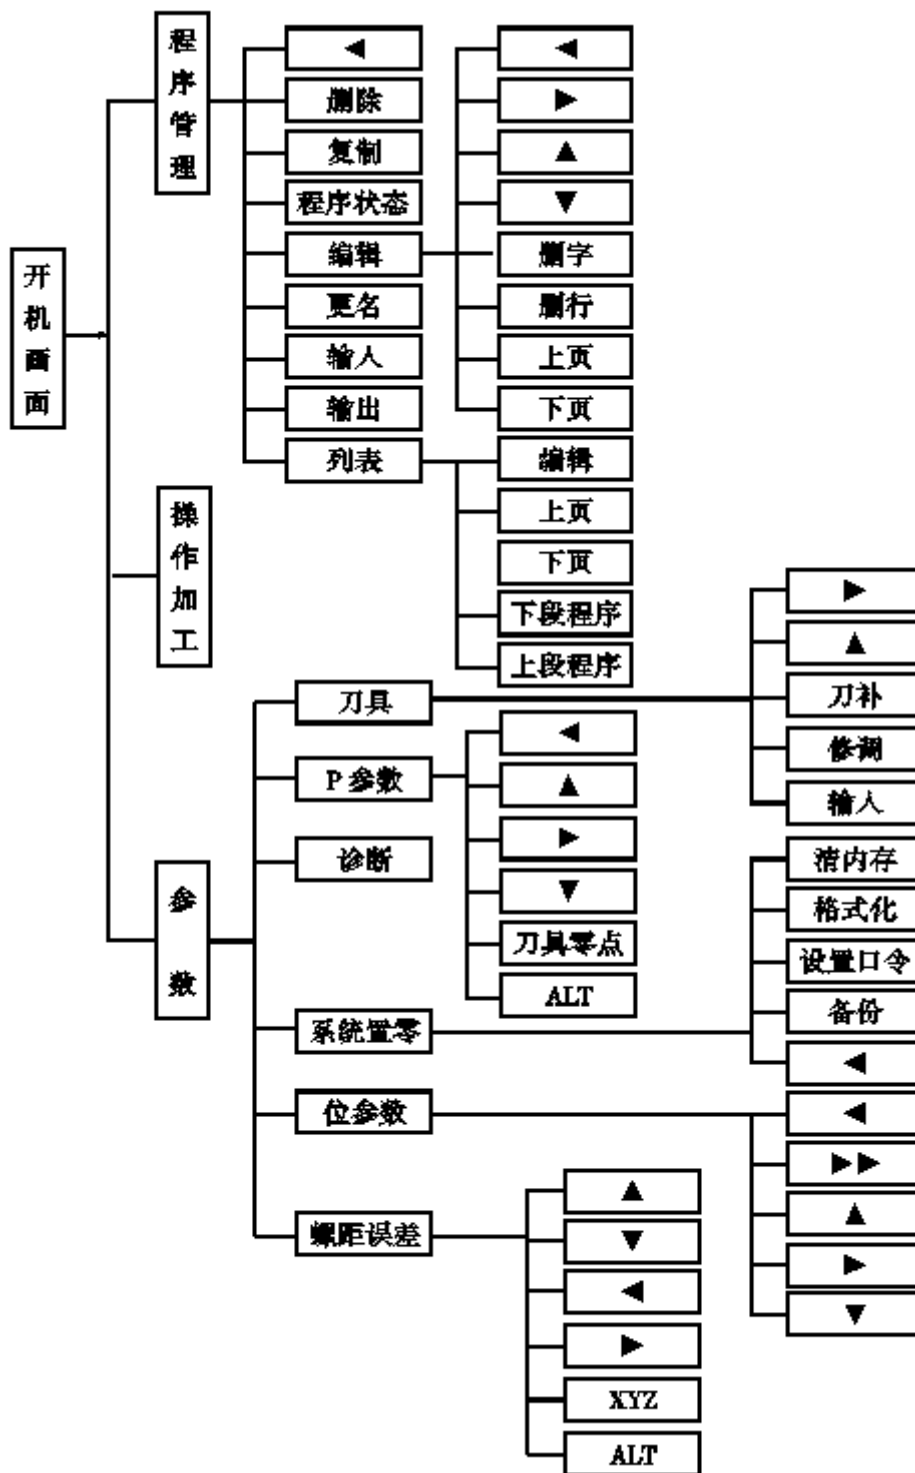 开机画面
程序管理
◀
删除
复制
程序状态
编辑
更名
输人
输出
列表
◀
▶
▲
▼
删字
删行
上页
下页
编辑
上页
下页
下段程序
上段程序
操作加工
参数
刀具
P 参数
诊断
系统置零
位参数
螺距误差
▶
▲
刀补
修调
输人
◀
▲
▶
▼
刀具零点
ALT
清内存
格式化
设置口令
备份
◀
◀
▶▶
▲
▶
▼
▲
▼
◀
▶
XYZ
ALT